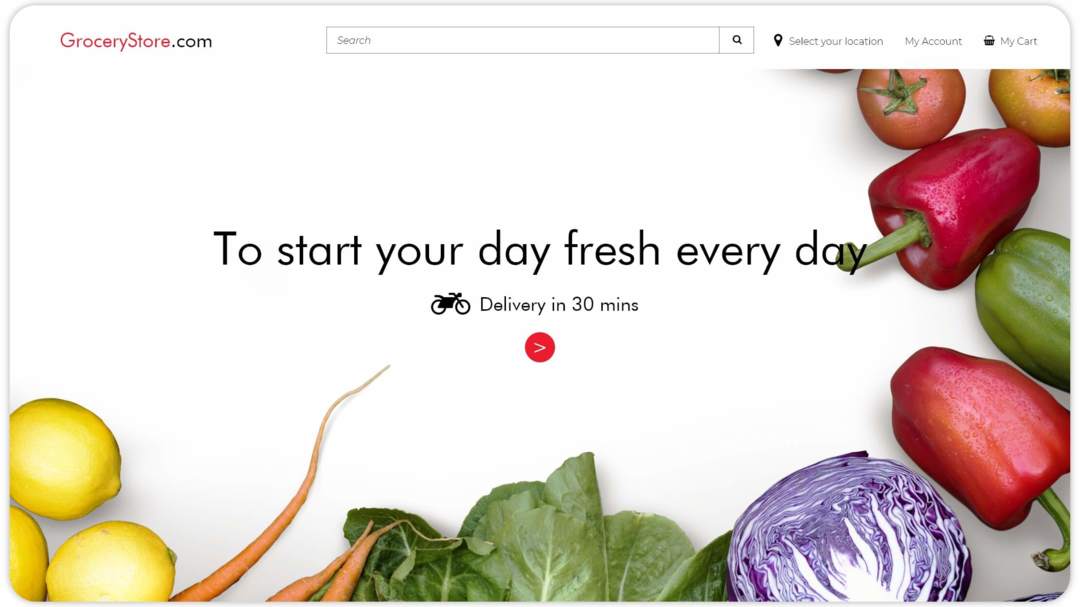 GroceryStore.com
Search
Select your location
My Account
My Cart
To start your day fresh every day
Delivery in 30 mins
>